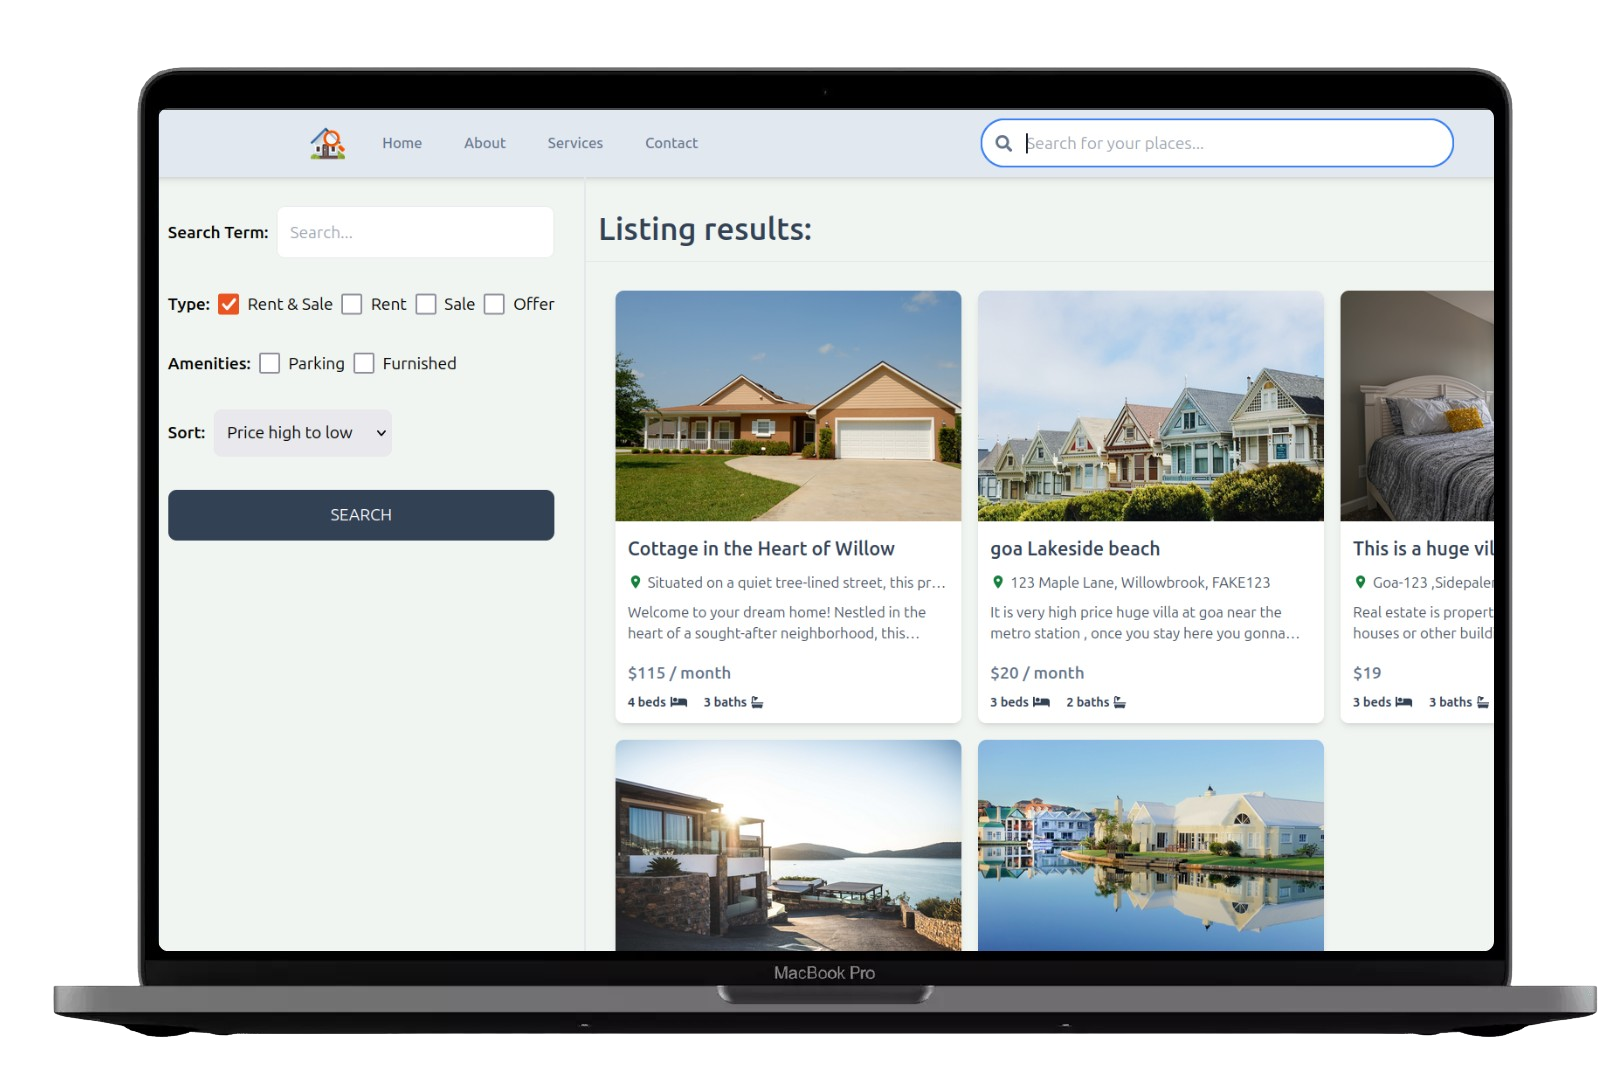 Home About Services Contact
Search for your places...
Search Term: Search...
Type: Rent & Sale Rent Sale Offer
Amenities: Parking Furnished
Sort: Price high to low
SEARCH
Listing results:
Cottage in the Heart of Willow
Situated on a quiet tree-lined street, this pr...
Welcome to your dream home! Nestled in the
heart of a sought-after neighborhood, this...
$115 / month
4 beds 3 baths
goa Lakeside beach
123 Maple Lane, Willowbrook, FAKE123
It is very high price huge villa at goa near the
metro station , once you stay here you gonna...
$20 / month
3 beds 2 baths
This is a huge vil
Goa-123 ,Sidepaler
Real estate is propert
houses or other build
$19
3 beds 3 baths
MacBook Pro